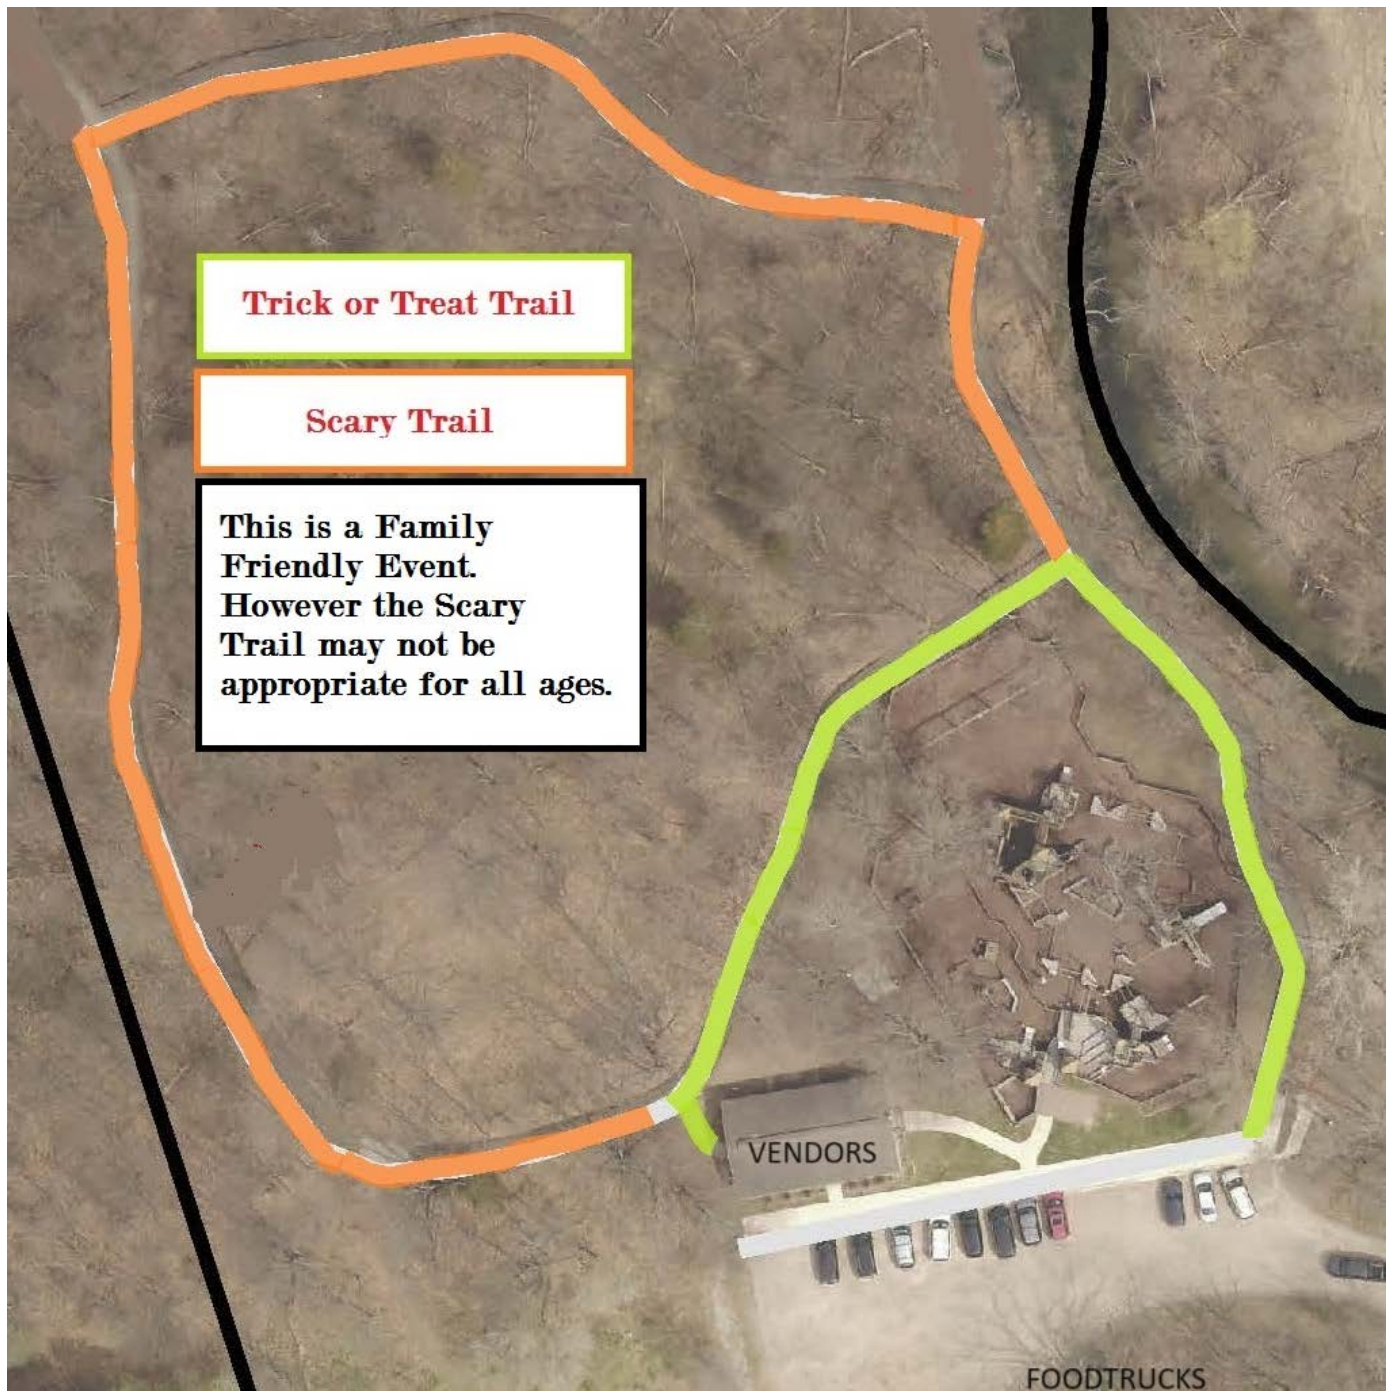 Trick or Treat Trail
Scary Trail
This is a Family
Friendly Event.
However the Scary
Trail may not be
appropriate for all ages.
VENDORS
FOODTRUCKS